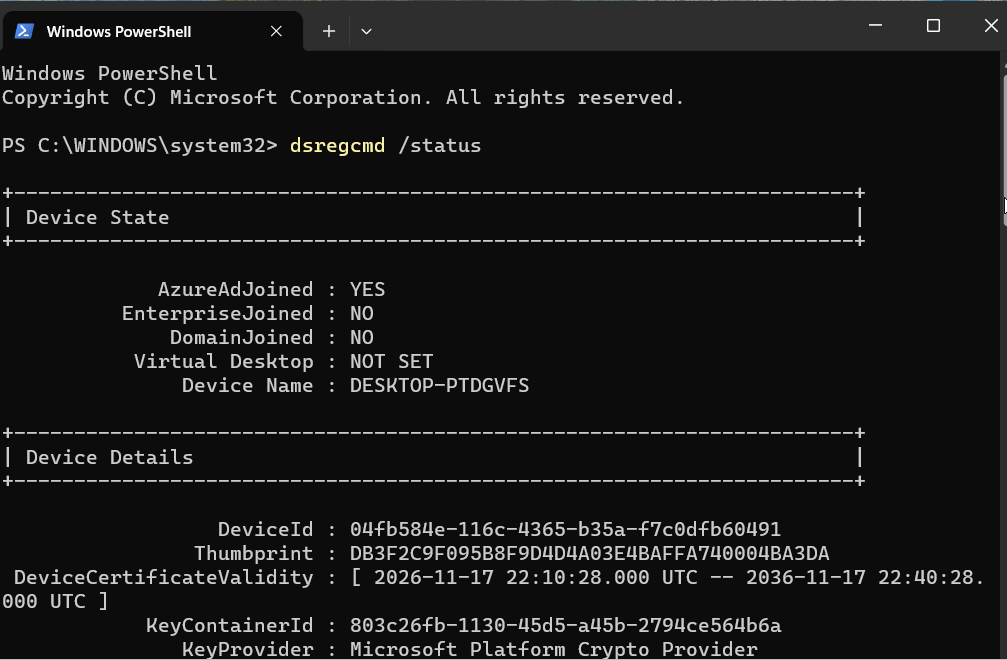 Windows PowerShell
Windows PowerShell
Copyright (C) Microsoft Corporation. All rights reserved.
PS C:\WINDOWS\system32> dsregcmd /status
+----------------------------------------------------------------------+
| Device State                                                         |
+----------------------------------------------------------------------+
AzureAdJoined : YES
EnterpriseJoined : NO
DomainJoined : NO
Virtual Desktop : NOT SET
Device Name : DESKTOP-PTDGVFS
+----------------------------------------------------------------------+
| Device Details                                                       |
+----------------------------------------------------------------------+
DeviceId : 04fb584e-116c-4365-b35a-f7c0dfb60491
Thumbprint : DB3F2C9F095B8F9D4D4A03E4BAFFA740004BA3DA
DeviceCertificateValidity : [ 2026-11-17 22:10:28.000 UTC -- 2036-11-17 22:40:28.
000 UTC ]
KeyContainerId : 803c26fb-1130-45d5-a45b-2794ce564b6a
KeyProvider : Microsoft Platform Crypto Provider